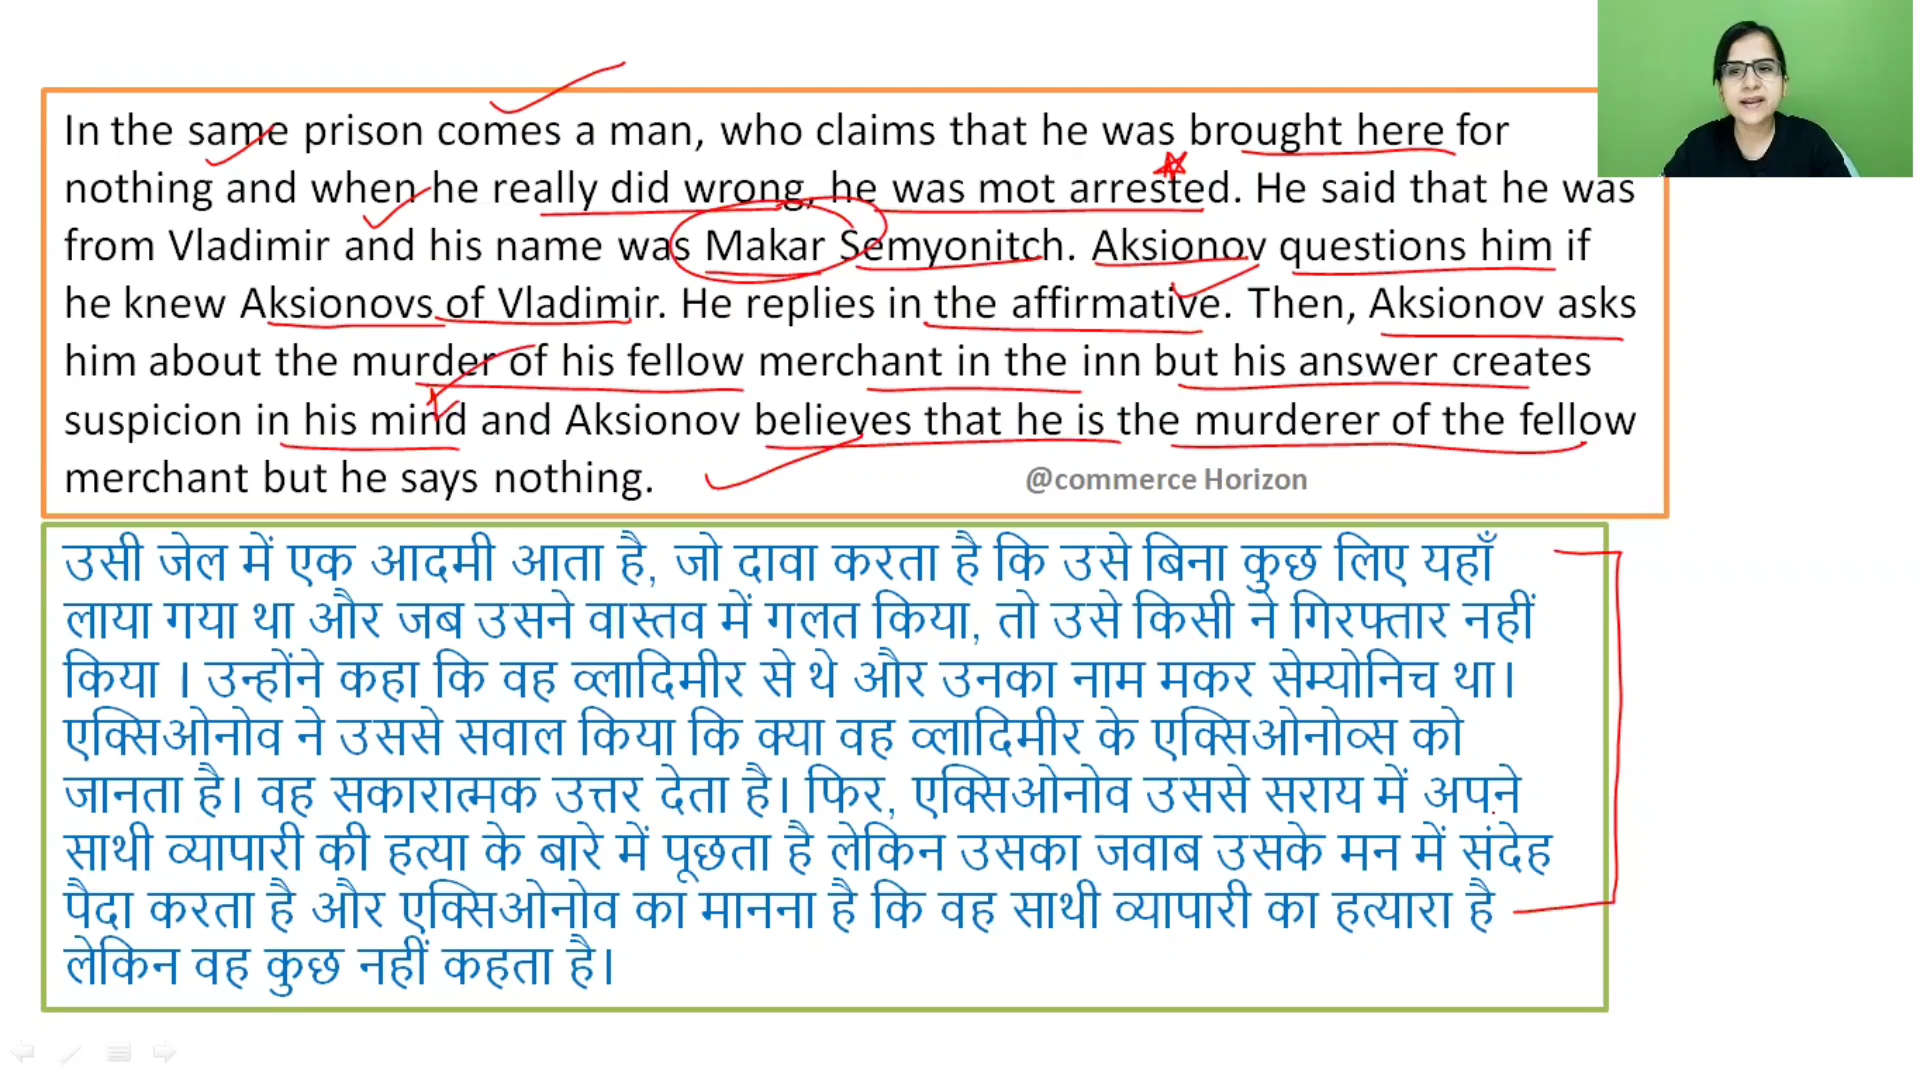 In the same prison comes a man, who claims that he was brought here for
nothing and when he really did wrong, he was mot arrested. He said that he was
from Vladimir and his name was Makar Semyonitch. Aksionov questions him if
he knew Aksionovs of Vladimir. He replies in the affirmative. Then, Aksionov asks
him about the murder of his fellow merchant in the inn but his answer creates
suspicion in his mind and Aksionov believes that he is the murderer of the fellow
merchant but he says nothing.
@commerce Horizon
उसी जेल में एक आदमी आता है, जो दावा करता है कि उसे बिना कुछ लिए यहाँ
लाया गया था और जब उसने वास्तव में गलत किया, तो उसे किसी ने गिरफ्तार नहीं
किया । उन्होंने कहा कि वह व्लादिमीर से थे और उनका नाम मकर सेम्योनिच था।
एक्सिओनोव ने उससे सवाल किया कि क्या वह व्लादिमीर के एक्सिओनोव्स को
जानता है। वह सकारात्मक उत्तर देता है। फिर, एक्सिओनोव उससे सराय में अपने
साथी व्यापारी की हत्या के बारे में पूछता है लेकिन उसका जवाब उसके मन में संदेह
पैदा करता है और एक्सिओनोव का मानना है कि वह साथी व्यापारी का हत्यारा है
लेकिन वह कुछ नहीं कहता है।